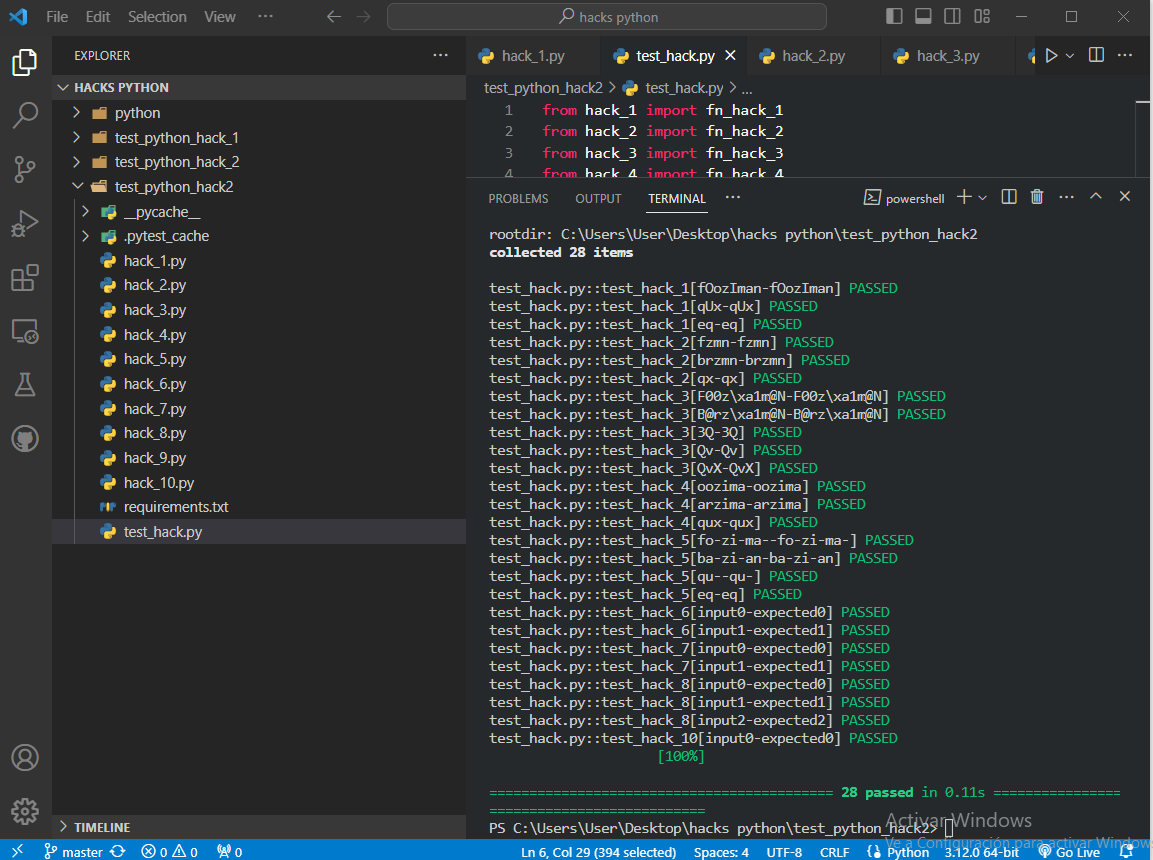 File Edit Selection View ··· hacks python
EXPLORER ···
HACKS PYTHON
python
test_python_hack_1
test_python_hack_2
test_python_hack2
__pycache__
.pytest_cache
hack_1.py
hack_2.py
hack_3.py
hack_4.py
hack_5.py
hack_6.py
hack_7.py
hack_8.py
hack_9.py
hack_10.py
requirements.txt
test_hack.py
TIMELINE
hack_1.py test_hack.py hack_2.py hack_3.py ···
test_python_hack2 > test_hack.py > ...
1 from hack_1 import fn_hack_1
2 from hack_2 import fn_hack_2
3 from hack_3 import fn_hack_3
4 from hack_4 import fn_hack_4
PROBLEMS OUTPUT TERMINAL ··· powershell ···
rootdir: C:\Users\User\Desktop\hacks python\test_python_hack2
collected 28 items
test_hack.py::test_hack_1[fOozIman-fOozIman] PASSED
test_hack.py::test_hack_1[qUx-qUx] PASSED
test_hack.py::test_hack_1[eq-eq] PASSED
test_hack.py::test_hack_2[fzmn-fzmn] PASSED
test_hack.py::test_hack_2[brzmn-brzmn] PASSED
test_hack.py::test_hack_2[qx-qx] PASSED
test_hack.py::test_hack_3[F00z\xa1m@N-F00z\xa1m@N] PASSED
test_hack.py::test_hack_3[B@rz\xa1m@N-B@rz\xa1m@N] PASSED
test_hack.py::test_hack_3[3Q-3Q] PASSED
test_hack.py::test_hack_3[Qv-Qv] PASSED
test_hack.py::test_hack_3[QvX-QvX] PASSED
test_hack.py::test_hack_4[oozima-oozima] PASSED
test_hack.py::test_hack_4[arzima-arzima] PASSED
test_hack.py::test_hack_4[qux-qux] PASSED
test_hack.py::test_hack_5[fo-zi-ma--fo-zi-ma-] PASSED
test_hack.py::test_hack_5[ba-zi-an-ba-zi-an] PASSED
test_hack.py::test_hack_5[qu--qu-] PASSED
test_hack.py::test_hack_5[eq-eq] PASSED
test_hack.py::test_hack_6[input0-expected0] PASSED
test_hack.py::test_hack_6[input1-expected1] PASSED
test_hack.py::test_hack_7[input0-expected0] PASSED
test_hack.py::test_hack_7[input1-expected1] PASSED
test_hack.py::test_hack_8[input0-expected0] PASSED
test_hack.py::test_hack_8[input1-expected1] PASSED
test_hack.py::test_hack_8[input2-expected2] PASSED
test_hack.py::test_hack_10[input0-expected0] PASSED
[100%]
=========================================== 28 passed in 0.11s ================
===========================
PS C:\Users\User\Desktop\hacks python\test_python_hack2>
Activar Windows
Ve a Configuración para activar Windows
master 0 0 0 Ln 6, Col 29 (394 selected) Spaces: 4 UTF-8 CRLF Python 3.12.0 64-bit Go Live